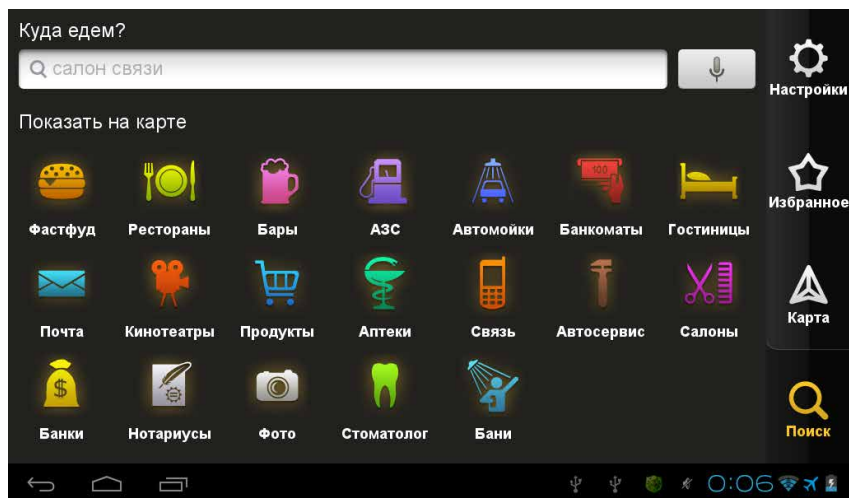 Куда едем?
салон связи
Настройки
Показать на карте
100
Фастфуд Рестораны Бары АЗС Автомойки Банкоматы Гостиницы
Избранное
Почта Кинотеатры Продукты Аптеки Связь Автосервис Салоны
Карта
$
Банки Нотариусы Фото Стоматолог Бани
Поиск
0:06